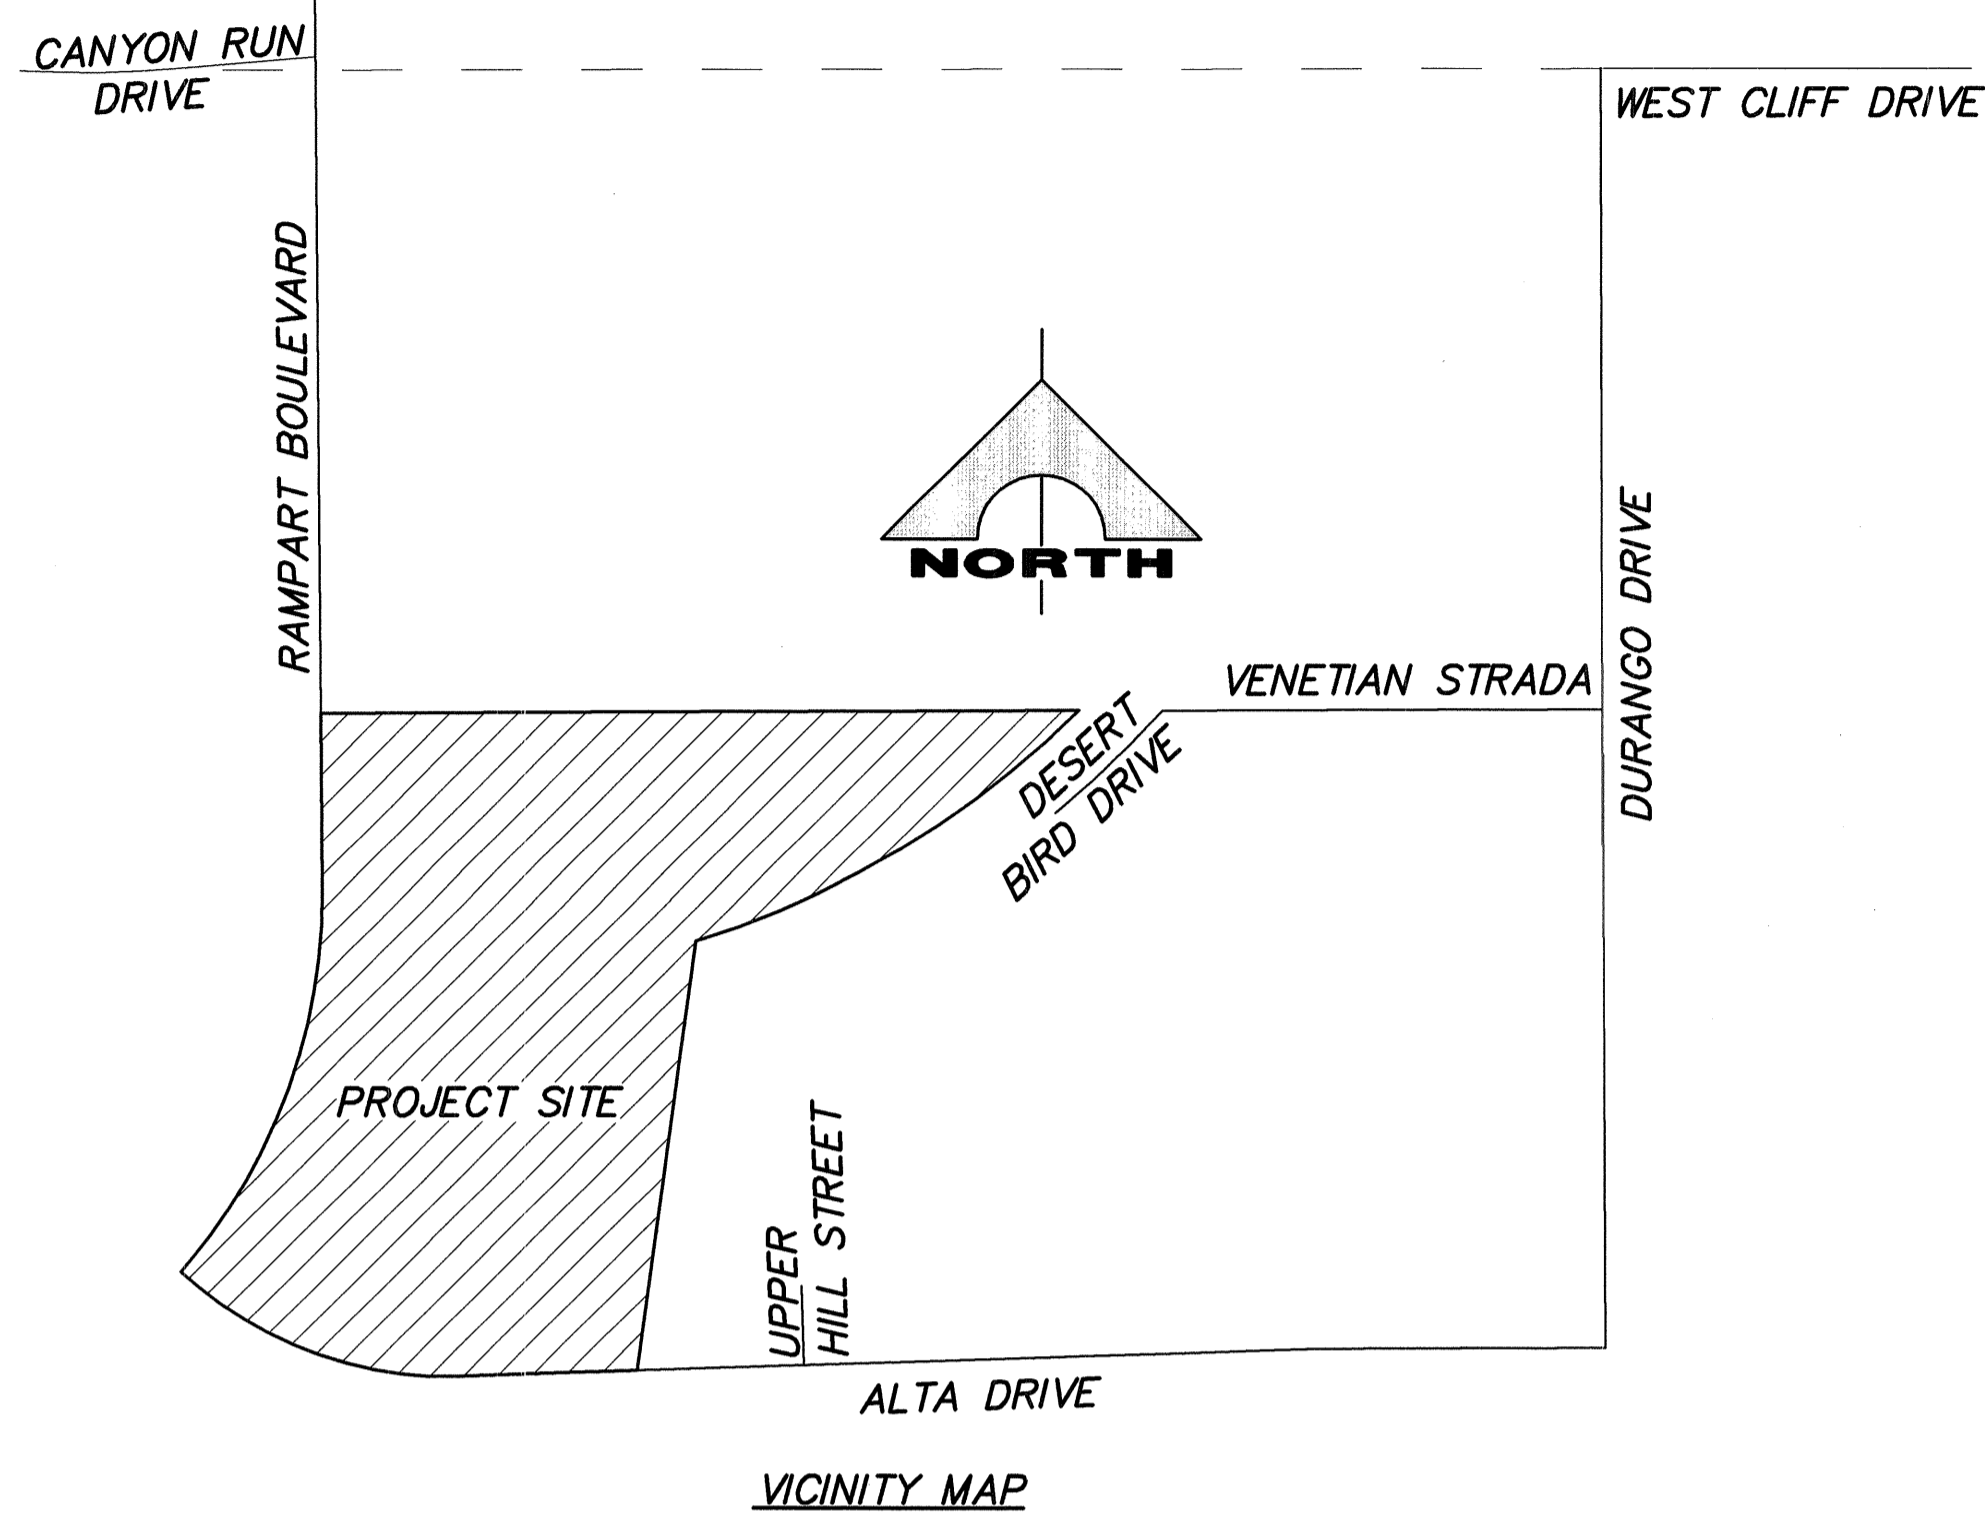 CANYON RUN
DRIVE
WEST CLIFF DRIVE
RAMPART BOULEVARD
NORTH
DURANGO DRIVE
VENETIAN STRADA
DESERT
BIRD DRIVE
PROJECT SITE
UPPER
HILL STREET
ALTA DRIVE
VICINITY MAP